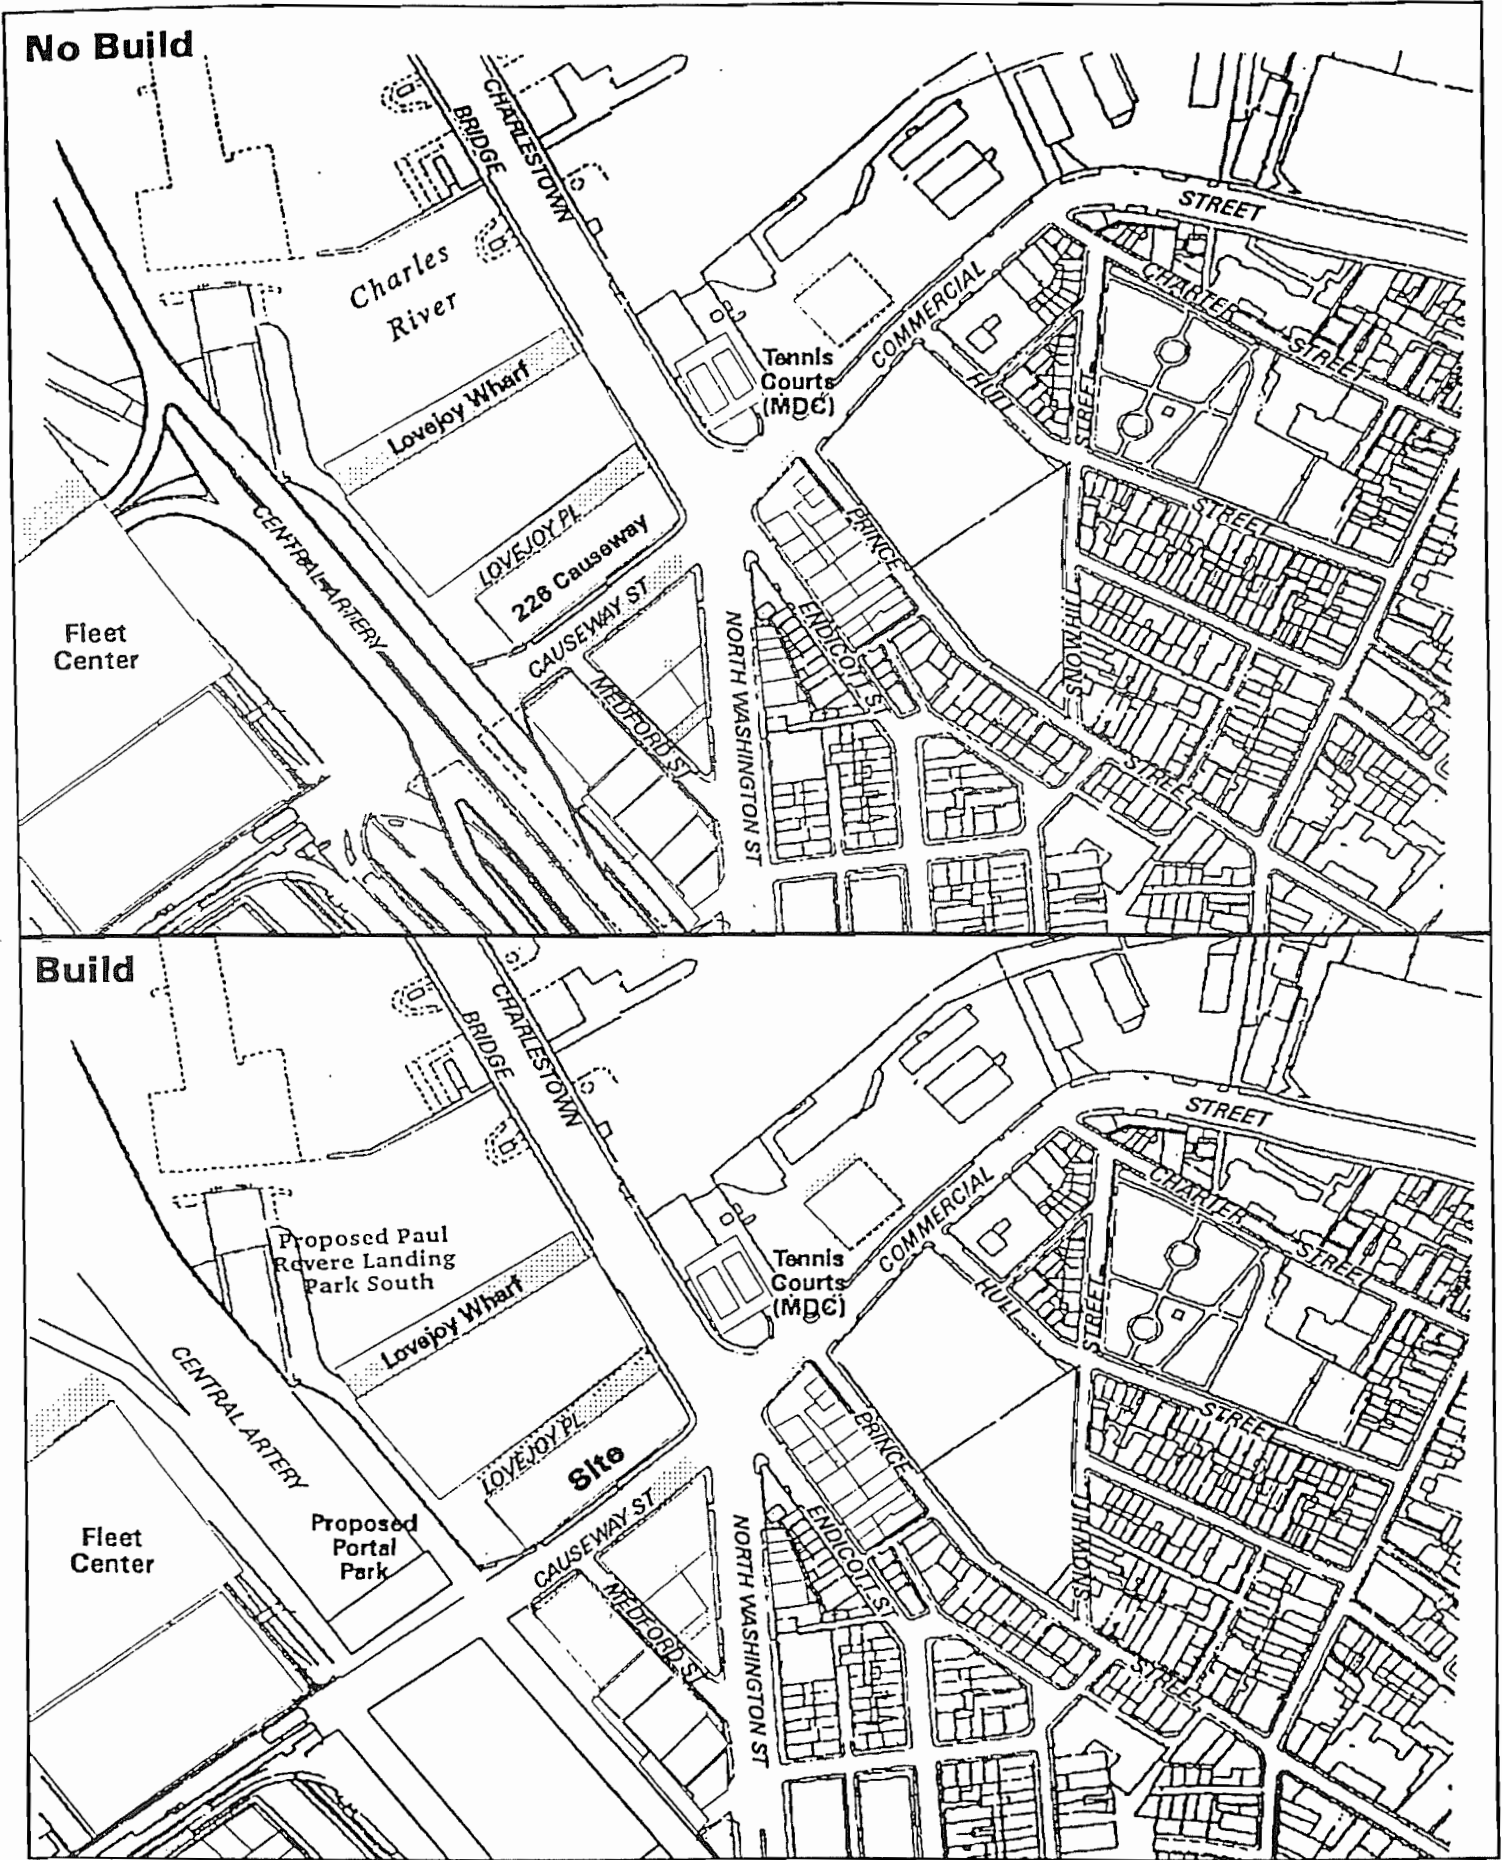 No Build
CHARLESTOWN
BRIDGE
STREET
Charles
River
CHARTER
STREET
COMMERCIAL
Tennis
Courts
(MDC)
Lovejoy Wharf
HULL
STREET
STREET
CENTRAL ARTERY
LOVEJOY PL
226 Causeway
PRINCE
CAUSEWAY ST
Fleet
Center
NORTH WASHINGTON ST
ENDICOTT ST
SNOWHILL
MEDFORD ST
STREET
Build
CHARLESTOWN
BRIDGE
STREET
CHARTER
STREET
COMMERCIAL
Proposed Paul
Revere Landing
Park South
Tennis
Courts
(MDC)
Lovejoy Wharf
HULL
STREET
CENTRAL ARTERY
STREET
LOVEJOY PL
Site
PRINCE
CAUSEWAY ST
Proposed
Portal
Park
Fleet
Center
NORTH WASHINGTON ST
ENDICOTT ST
SNOWHILL
MEDFORD ST
STREET